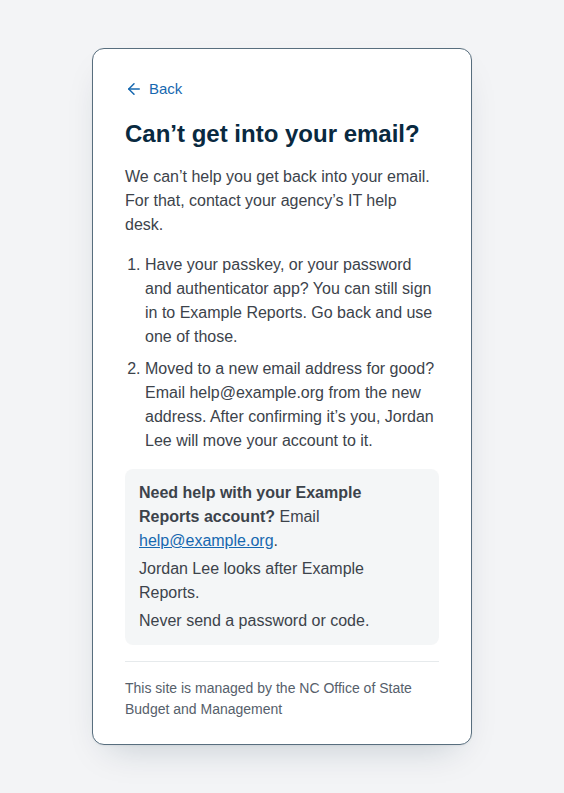 Back
Can’t get into your email?
We can’t help you get back into your email.
For that, contact your agency’s IT help
desk.
1. Have your passkey, or your password
and authenticator app? You can still sign
in to Example Reports. Go back and use
one of those.
2. Moved to a new email address for good?
Email help@example.org from the new
address. After confirming it’s you, Jordan
Lee will move your account to it.
Need help with your Example
Reports account? Email
help@example.org.
Jordan Lee looks after Example
Reports.
Never send a password or code.
This site is managed by the NC Office of State
Budget and Management